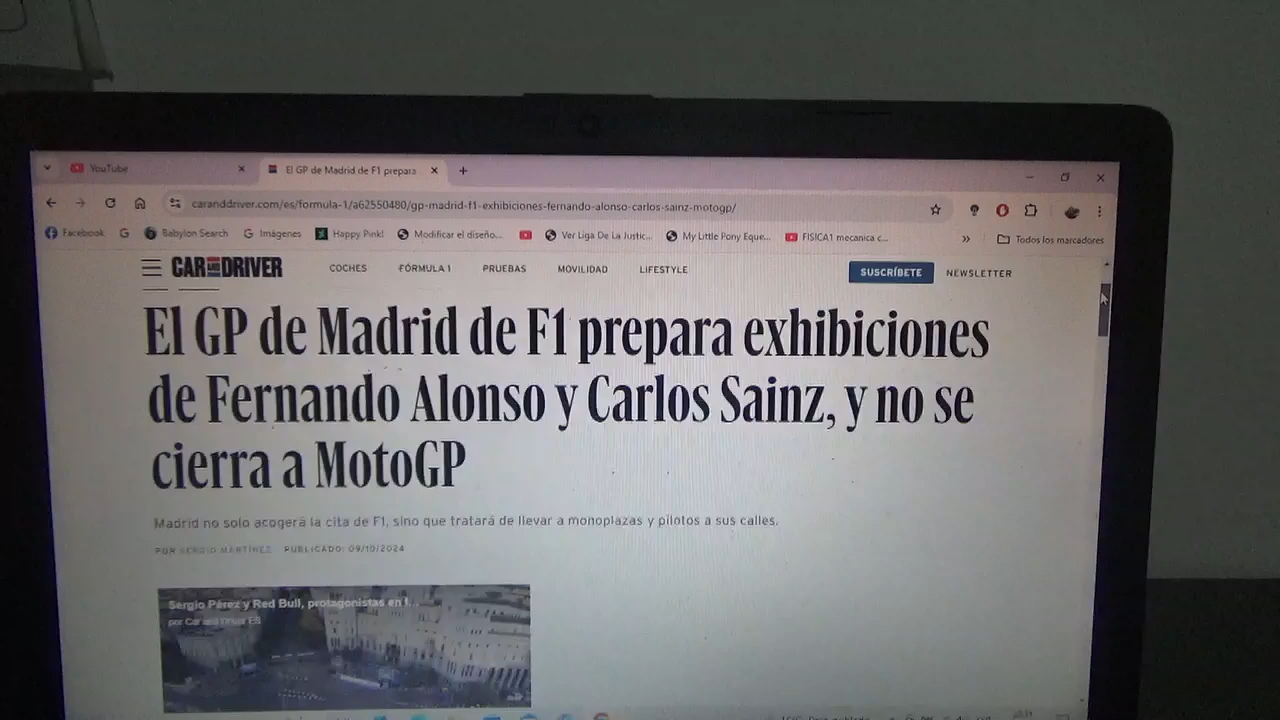 YouTube
El GP de Madrid de F1 prepara
caranddriver.com/es/formula-1/a62550480/gp-madrid-f1-exhibiciones-fernando-alonso-carlos-sainz-motogp/
Facebook
Babylon Search
Imágenes
Happy Pink!
Modificar el diseño...
Ver Liga De La Justic...
My Little Pony Eque...
FISICA1 mecanica c...
Todos los marcadores
CAR AND DRIVER
COCHES
FÓRMULA 1
PRUEBAS
MOVILIDAD
LIFESTYLE
SUSCRÍBETE
NEWSLETTER
El GP de Madrid de F1 prepara exhibiciones
de Fernando Alonso y Carlos Sainz, y no se
cierra a MotoGP
Madrid no solo acogerá la cita de F1, sino que tratará de llevar a monoplazas y pilotos a sus calles.
POR SERGIO MARTÍNEZ PUBLICADO: 09/10/2024
Sergio Pérez y Red Bull, protagonistas en l...
por Car and Driver ES